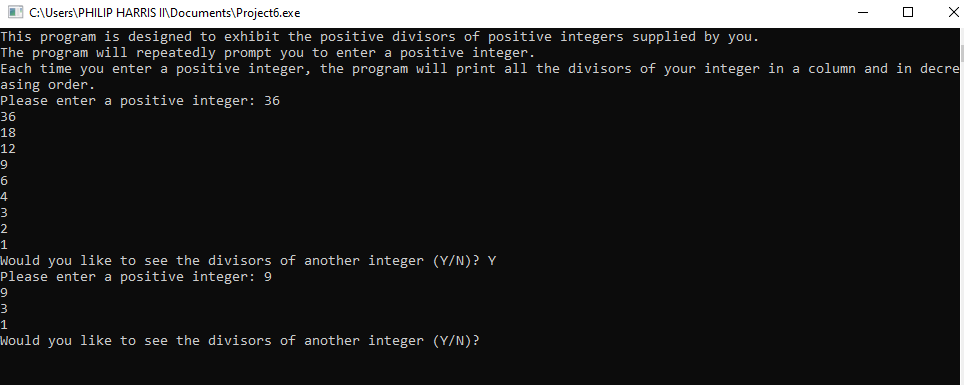 C:\Users\PHILIP HARRIS II\Documents\Project6.exe
This program is designed to exhibit the positive divisors of positive integers supplied by you.
The program will repeatedly prompt you to enter a positive integer.
Each time you enter a positive integer, the program will print all the divisors of your integer in a column and in decre
asing order.
Please enter a positive integer: 36
36
18
12
9
6
4
3
2
1
Would you like to see the divisors of another integer (Y/N)? Y
Please enter a positive integer: 9
9
3
1
Would you like to see the divisors of another integer (Y/N)?